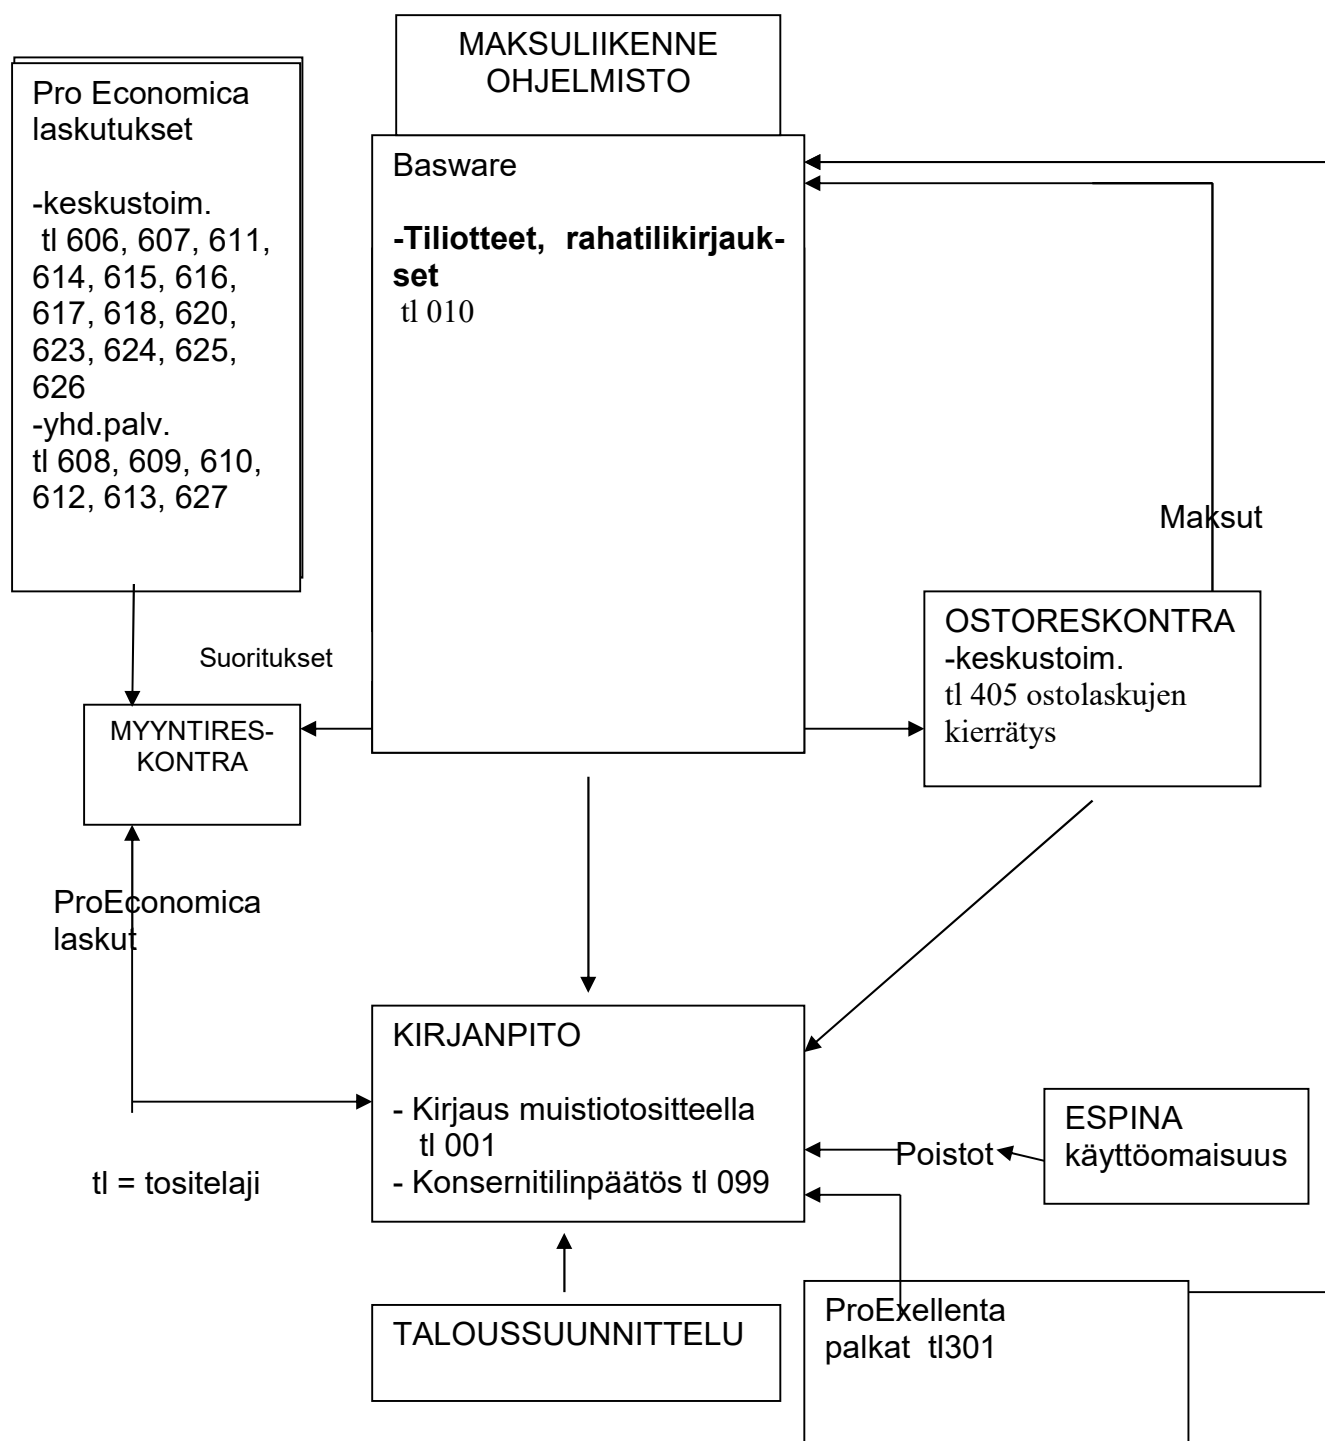 MAKSULIIKENNE
OHJELMISTO
Pro Economica
laskutukset
-keskustoim.
tl 606, 607, 611,
614, 615, 616,
617, 618, 620,
623, 624, 625,
626
-yhd.palv.
tl 608, 609, 610,
612, 613, 627
Basware
-Tiliotteet, rahatilikirjauk-
set
tl 010
Maksut
OSTORESKONTRA
-keskustoim.
tl 405 ostolaskujen
kierrätys
Suoritukset
MYYNTIRES-
KONTRA
ProEconomica
laskut
KIRJANPITO
- Kirjaus muistiotositteella
tl 001
- Konsernitilinpäätös tl 099
Poistot
ESPINA
käyttöomaisuus
tl = tositelaji
TALOUSSUUNNITTELU
ProExellenta
palkat tl301